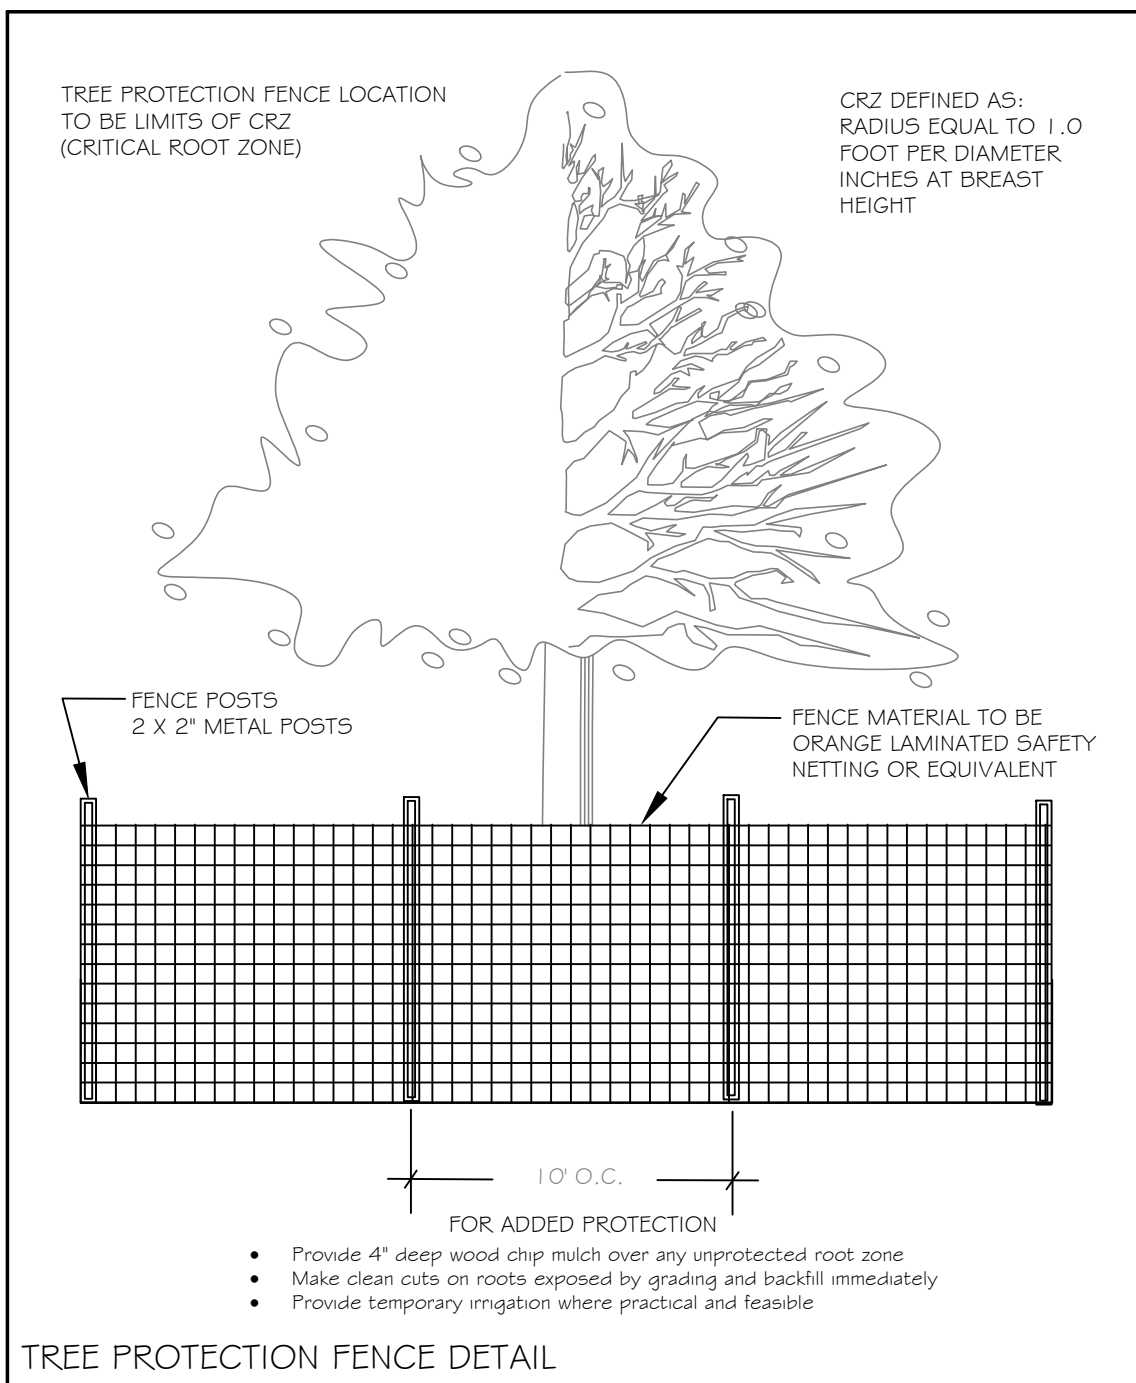 TREE PROTECTION FENCE LOCATION
TO BE LIMITS OF CRZ
(CRITICAL ROOT ZONE)
CRZ DEFINED AS:
RADIUS EQUAL TO 1.0
FOOT PER DIAMETER
INCHES AT BREAST
HEIGHT
FENCE POSTS
2 X 2" METAL POSTS
FENCE MATERIAL TO BE
ORANGE LAMINATED SAFETY
NETTING OR EQUIVALENT
10' O.C.
FOR ADDED PROTECTION
• Provide 4" deep wood chip mulch over any unprotected root zone
• Make clean cuts on roots exposed by grading and backfill immediately
• Provide temporary irrigation where practical and feasible
TREE PROTECTION FENCE DETAIL